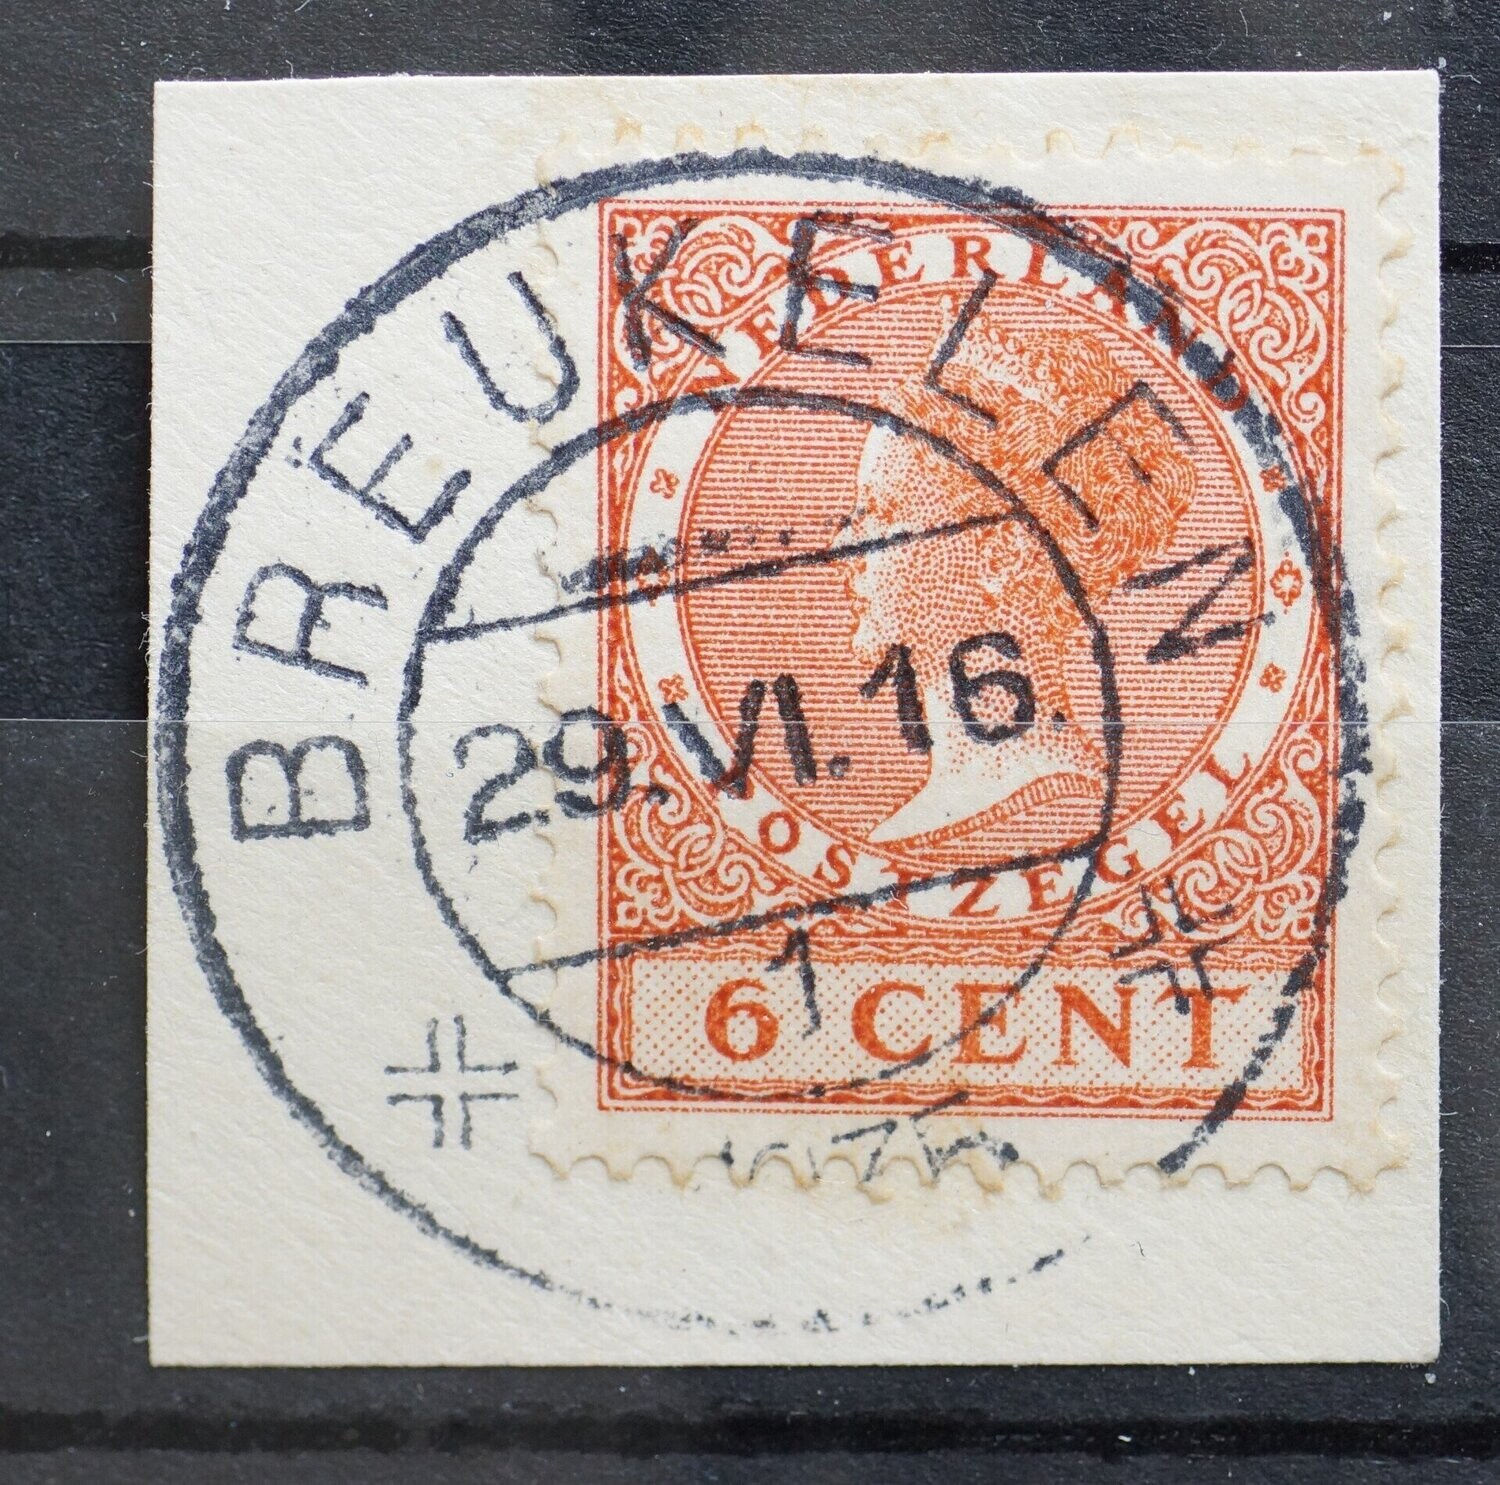 BREUKELEN
NEDERLAND
29.VI.16.
POSTZEGEL
1
6 CENT